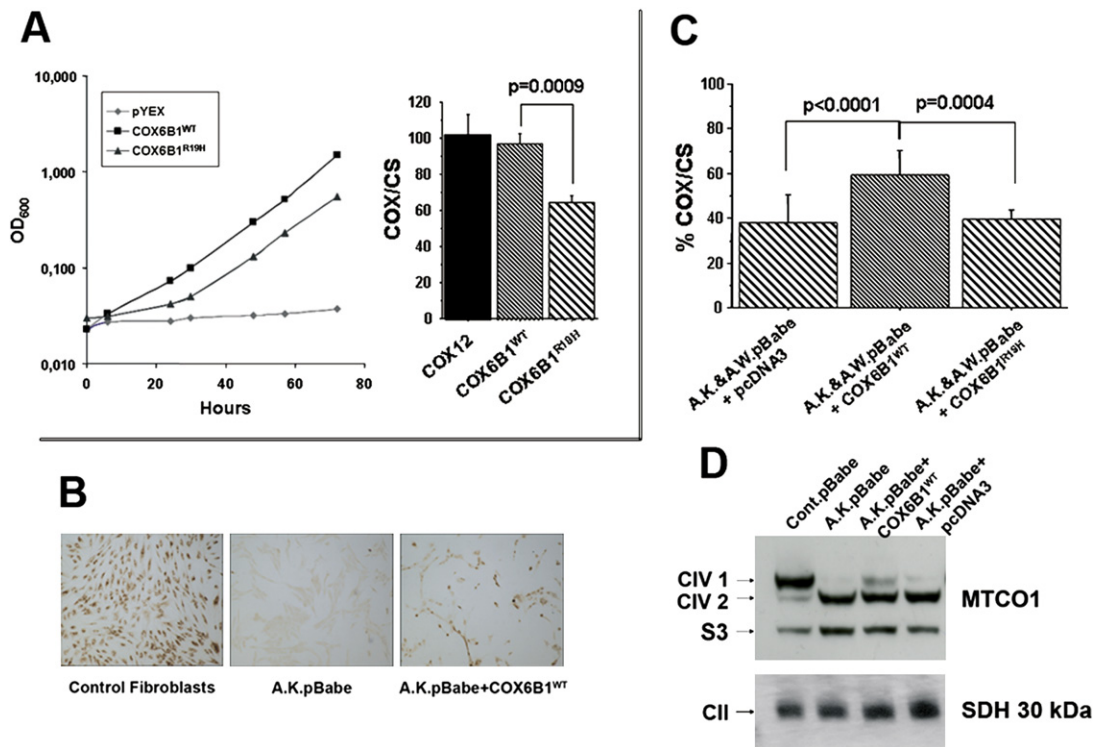 A
10,000
1,000
0,100
0,010
OD600
0 20 40 60 80
Hours
pYEX
COX6B1WT
COX6B1R19H
p=0.0009
120
100
80
60
40
20
0
COX/CS
COX12
COX6B1WT
COX6B1R19H
C
100
80
60
40
20
0
% COX/CS
p<0.0001
p=0.0004
A.K.&A.W.pBabe
+ pcDNA3
A.K.&A.W.pBabe
+ COX6B1WT
A.K.&A.W.pBabe
+ COX6B1R19H
B
Control Fibroblasts
A.K.pBabe
A.K.pBabe+COX6B1WT
D
Cont.pBabe
A.K.pBabe
A.K.pBabe+
COX6B1WT
A.K.pBabe+
pcDNA3
CIV 1
CIV 2
S3
MTCO1
CII
SDH 30 kDa